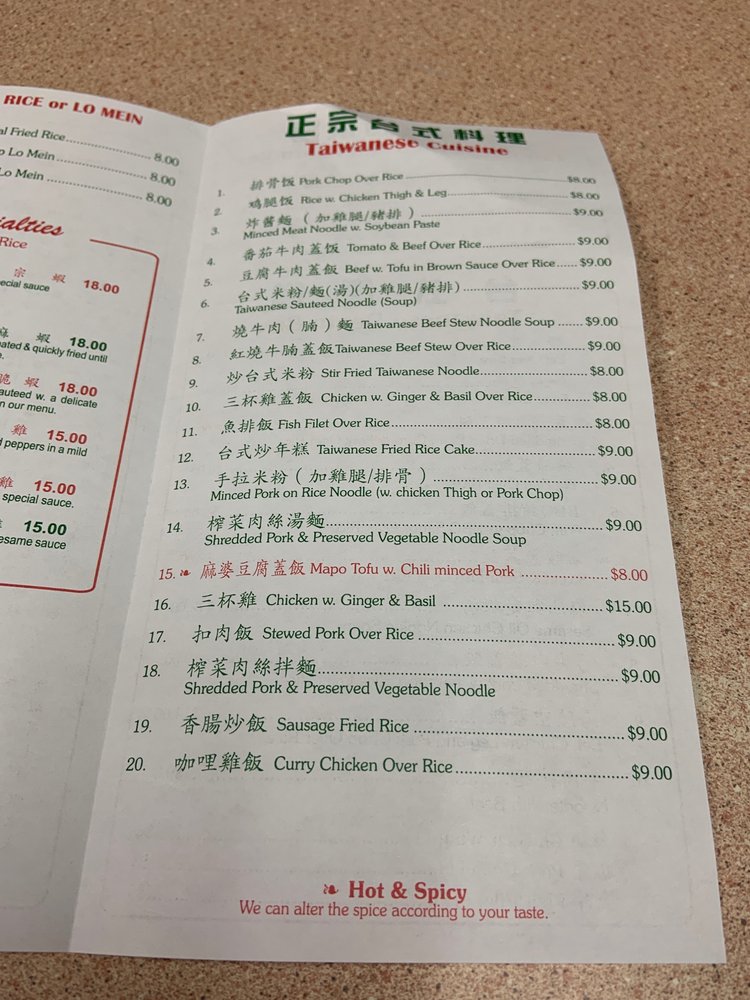 RICE or LO MEIN
al Fried Rice 8.00
Lo Mein 8.00
Lo Mein 8.00
ialties
Rice
宗 蝦 18.00
ecial sauce
蝦 18.00
ated & quickly fried until
脆 蝦 18.00
auteed w. a delicate
n our menu.
雞 15.00
d peppers in a mild
雞 15.00
special sauce.
15.00
esame sauce
正宗台式料理
Taiwanese Cuisine
1. 排骨飯 Pork Chop Over Rice $8.00
2. 鸡腿饭 Rice w. Chicken Thigh & Leg $8.00
3. 炸醬麵 (加雞腿/豬排) $9.00
Minced Meat Noodle w. Soybean Paste
4. 番茄牛肉蓋飯 Tomato & Beef Over Rice $9.00
5. 豆腐牛肉蓋飯 Beef w. Tofu in Brown Sauce Over Rice $9.00
6. 台式米粉/麵(湯)(加雞腿/豬排) $9.00
Taiwanese Sauteed Noodle (Soup)
7. 燒牛肉(腩)麵 Taiwanese Beef Stew Noodle Soup $9.00
8. 紅燒牛腩蓋飯 Taiwanese Beef Stew Over Rice $9.00
9. 炒台式米粉 Stir Fried Taiwanese Noodle $8.00
10. 三杯雞蓋飯 Chicken w. Ginger & Basil Over Rice $8.00
11. 魚排飯 Fish Filet Over Rice $8.00
12. 台式炒年糕 Taiwanese Fried Rice Cake $9.00
13. 手拉米粉(加雞腿/排骨) $9.00
Minced Pork on Rice Noodle (w. chicken Thigh or Pork Chop)
14. 榨菜肉絲湯麵 $9.00
Shredded Pork & Preserved Vegetable Noodle Soup
15. 麻婆豆腐蓋飯 Mapo Tofu w. Chili minced Pork $8.00
16. 三杯雞 Chicken w. Ginger & Basil $15.00
17. 扣肉飯 Stewed Pork Over Rice $9.00
18. 榨菜肉絲拌麵 $9.00
Shredded Pork & Preserved Vegetable Noodle
19. 香腸炒飯 Sausage Fried Rice $9.00
20. 咖哩雞飯 Curry Chicken Over Rice $9.00
Hot & Spicy
We can alter the spice according to your taste.